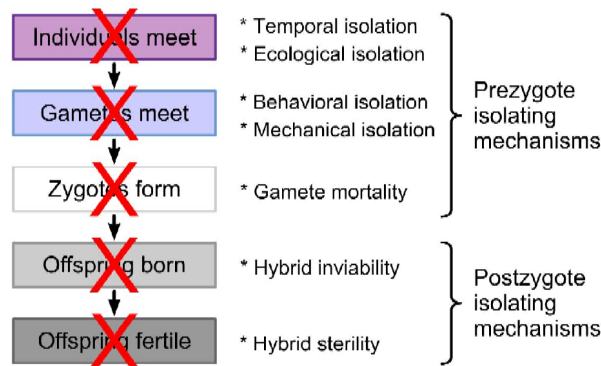 Individuals meet
* Temporal isolation
* Ecological isolation
Gametes meet
* Behavioral isolation
* Mechanical isolation
Prezygote
isolating
mechanisms
Zygotes form
* Gamete mortality
Offspring born
* Hybrid inviability
Offspring fertile
* Hybrid sterility
Postzygote
isolating
mechanisms